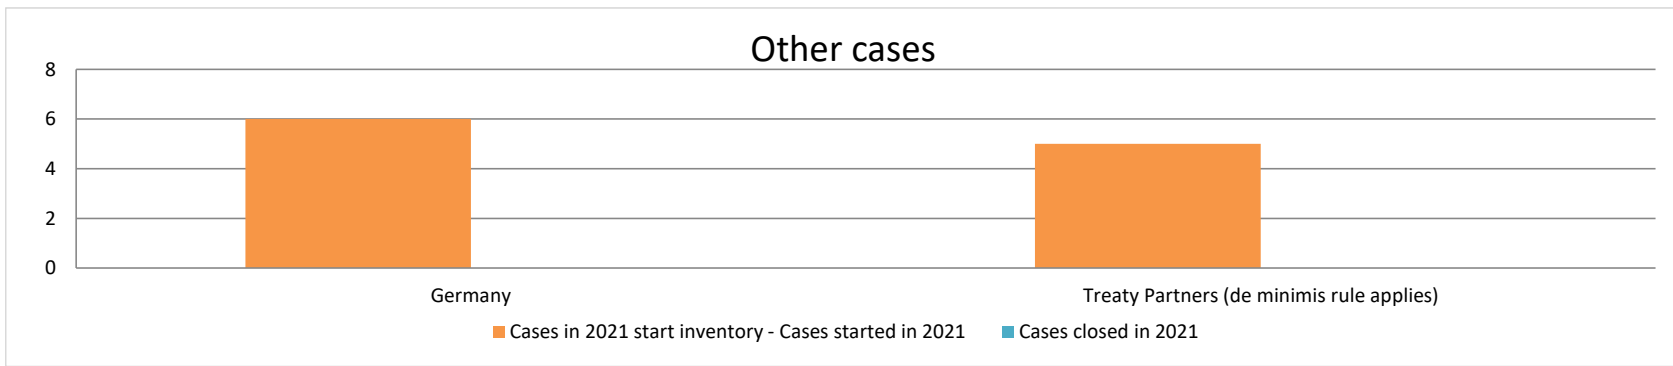 Other cases
8
6
4
2
0
Germany
Treaty Partners (de minimis rule applies)
Cases in 2021 start inventory - Cases started in 2021
Cases closed in 2021